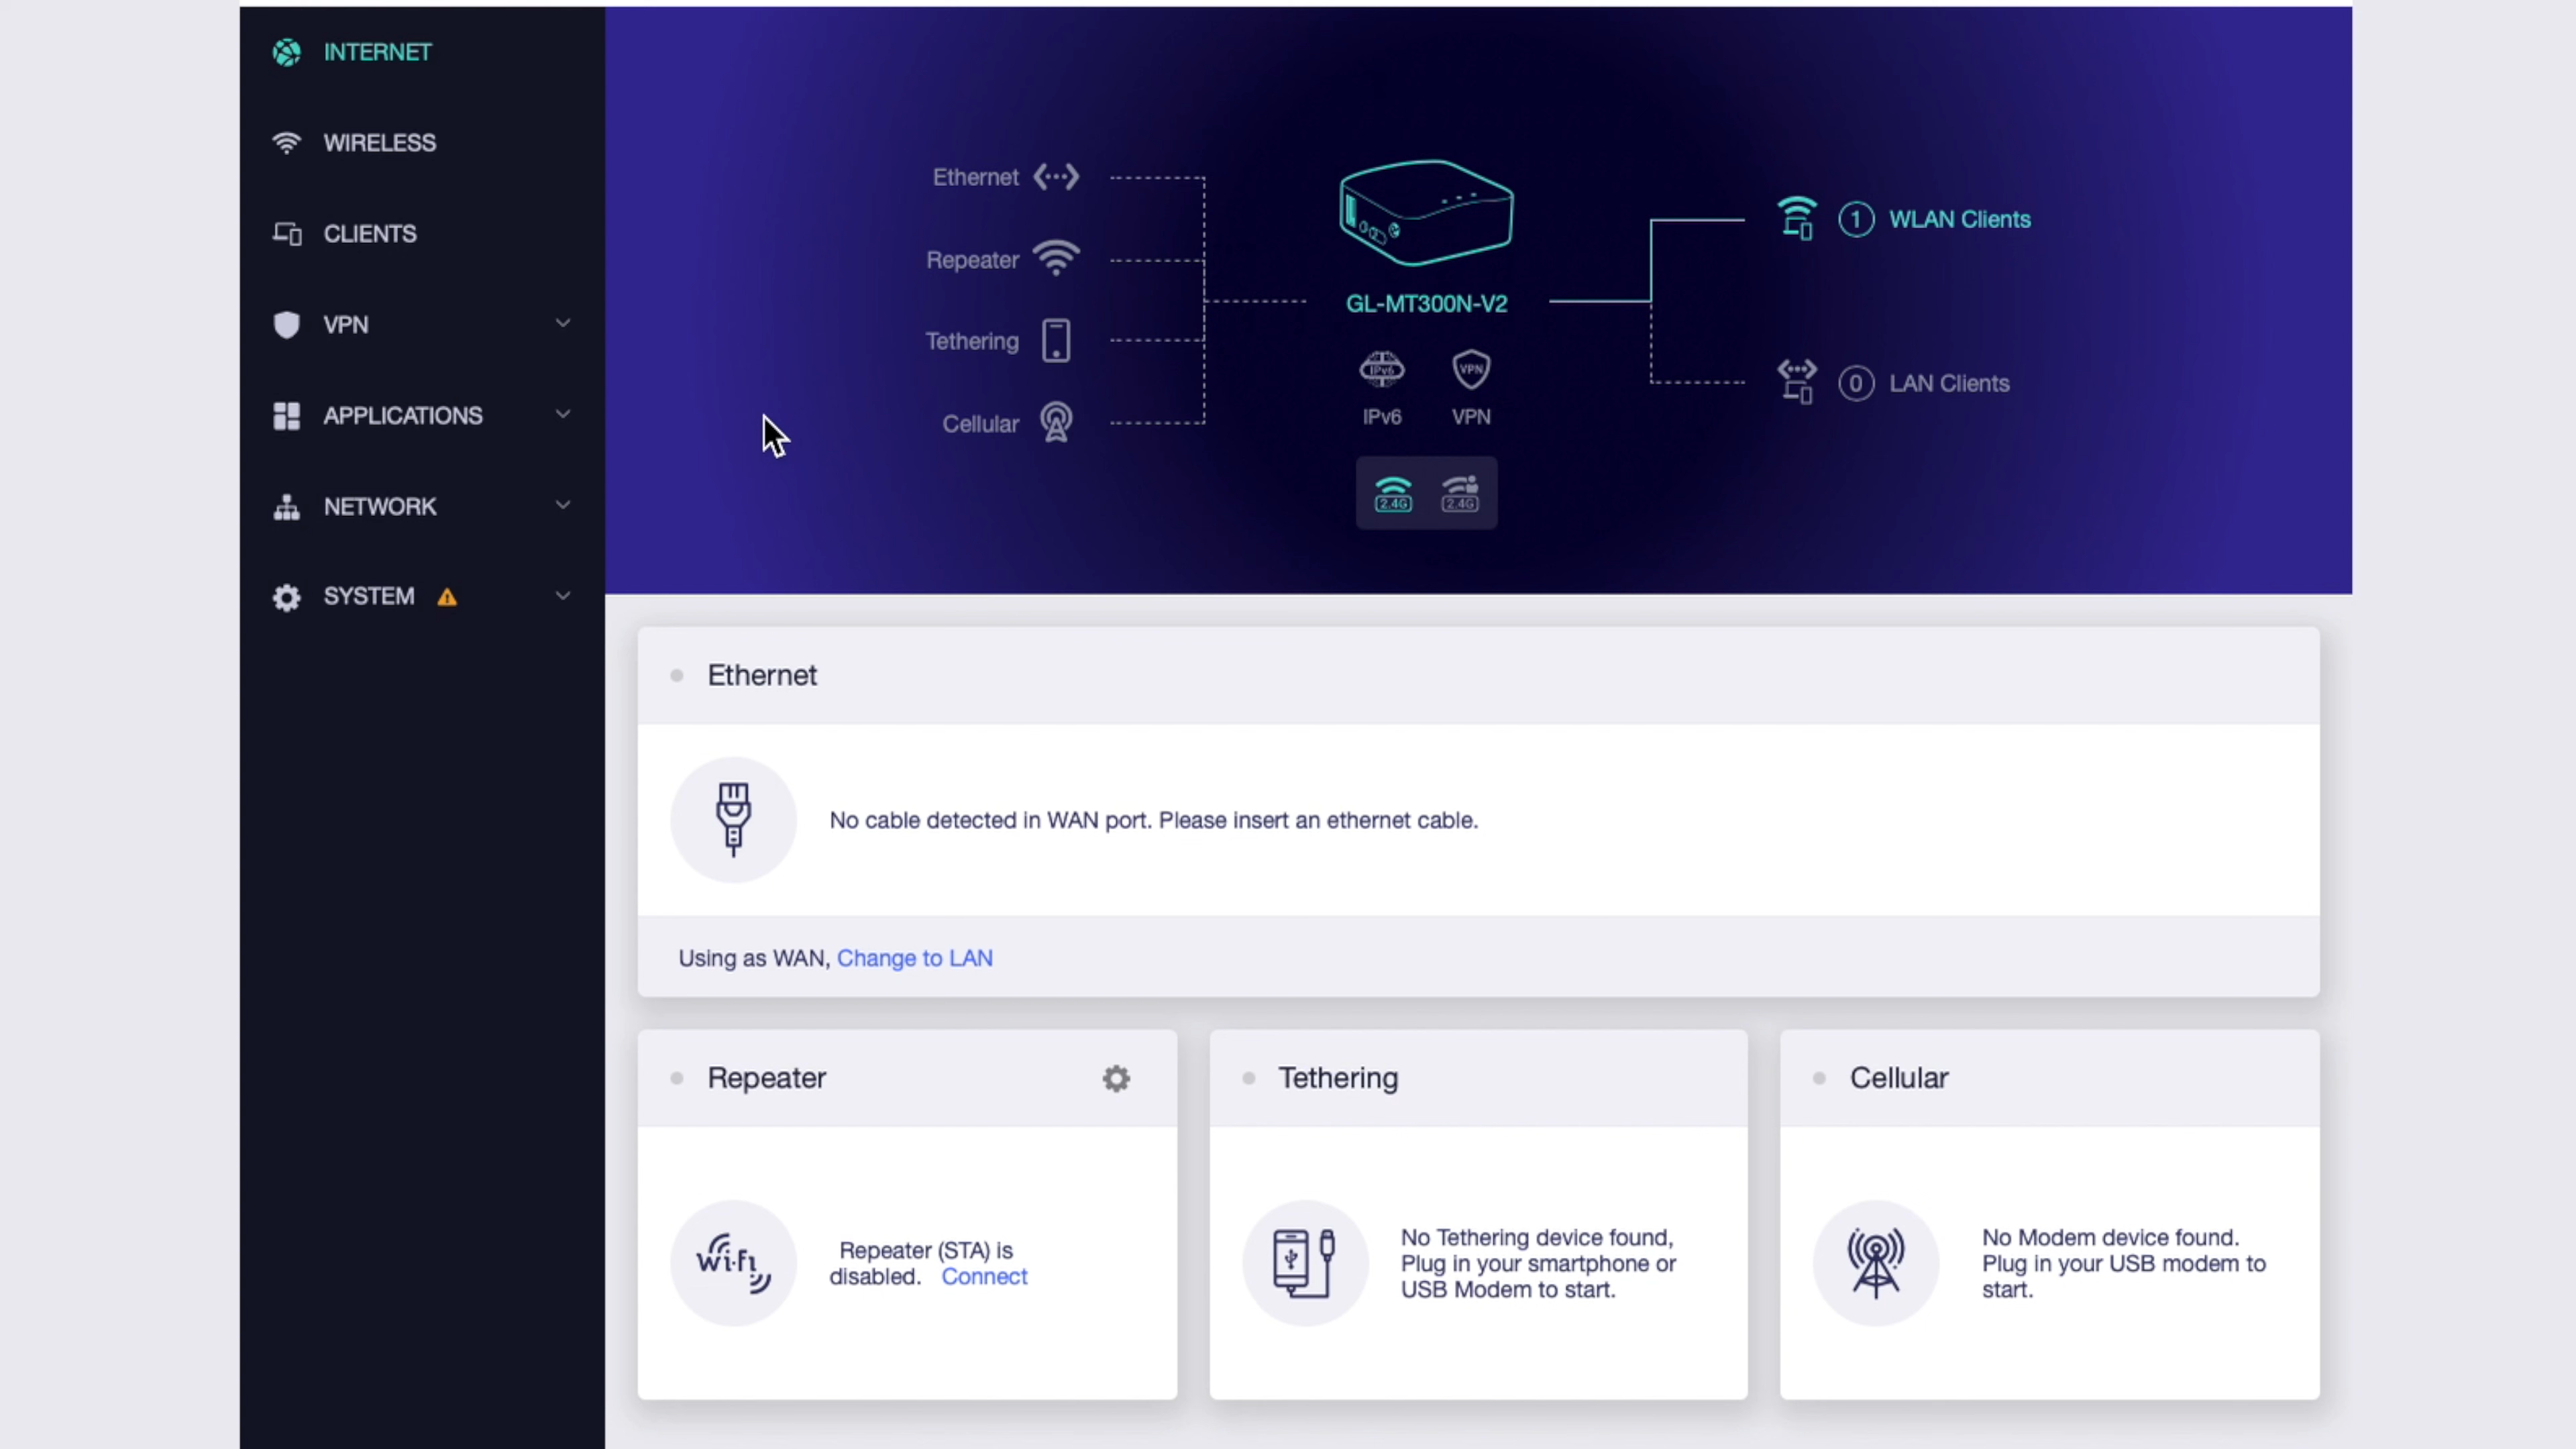 INTERNET
WIRELESS
CLIENTS
VPN
APPLICATIONS
NETWORK
SYSTEM
Ethernet
Repeater
Tethering
Cellular
GL-MT300N-V2
IPv6
VPN
IPv6
VPN
2.4G
2.4G
1 WLAN Clients
0 LAN Clients
Ethernet
No cable detected in WAN port. Please insert an ethernet cable.
Using as WAN, Change to LAN
Repeater
Wi-Fi
Repeater (STA) is
disabled. Connect
Tethering
No Tethering device found,
Plug in your smartphone or
USB Modem to start.
Cellular
No Modem device found.
Plug in your USB modem to
start.